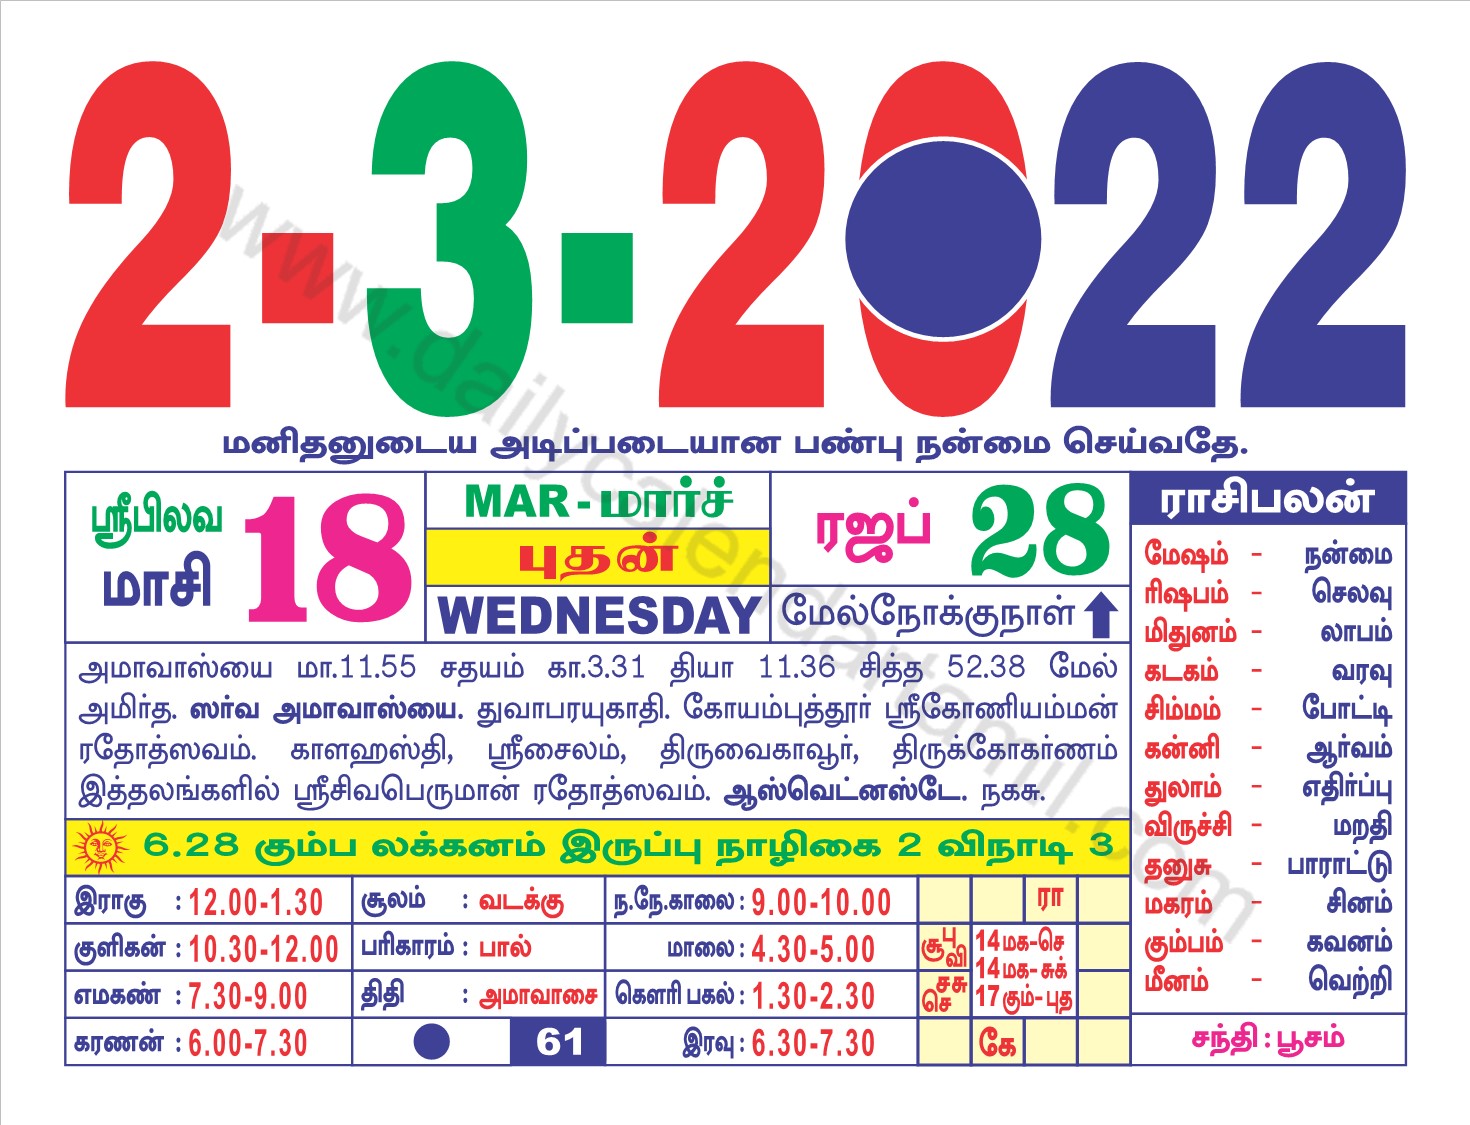 2-3-2022
மனிதனுடைய அடிப்படையான பண்பு நன்மை செய்வதே.
ஸ்ரீபிலவ
மாசி 18
MAR - மார்ச்
புதன்
WEDNESDAY
ரஜப் 28
மேல்நோக்குநாள்
அமாவாஸ்யை மா.11.55 சதயம் கா.3.31 தியா 11.36 சித்த 52.38 மேல்
அமிர்த. ஸர்வ அமாவாஸ்யை. துவாபரயுகாதி. கோயம்புத்தூர் ஸ்ரீகோணியம்மன்
ரதோத்ஸவம். காளஹஸ்தி, ஸ்ரீசைலம், திருவைகாவூர், திருக்கோகர்ணம்
இத்தலங்களில் ஸ்ரீசிவபெருமான் ரதோத்ஸவம். ஆஸ்வெட்னஸ்டே. நகசு.
6.28 கும்ப லக்கனம் இருப்பு நாழிகை 2 விநாடி 3
இராகு : 12.00-1.30 சூலம் : வடக்கு ந.நே.காலை : 9.00-10.00
குளிகன் : 10.30-12.00 பரிகாரம் : பால் மாலை : 4.30-5.00
எமகண் : 7.30-9.00 திதி : அமாவாசை கௌரி பகல் : 1.30-2.30
கரணன் : 6.00-7.30 61 இரவு : 6.30-7.30
ரா
சூ பு வி
14 மக-செ
14 மக-சுக்
17 கும்-புத
சசு செ
கே
ராசிபலன்
மேஷம் - நன்மை
ரிஷபம் - செலவு
மிதுனம் - லாபம்
கடகம் - வரவு
சிம்மம் - போட்டி
கன்னி - ஆர்வம்
துலாம் - எதிர்ப்பு
விருச்சி - மறதி
தனுசு - பாராட்டு
மகரம் - சினம்
கும்பம் - கவனம்
மீனம் - வெற்றி
சந்தி : பூசம்
www.dailycalendartamil.com